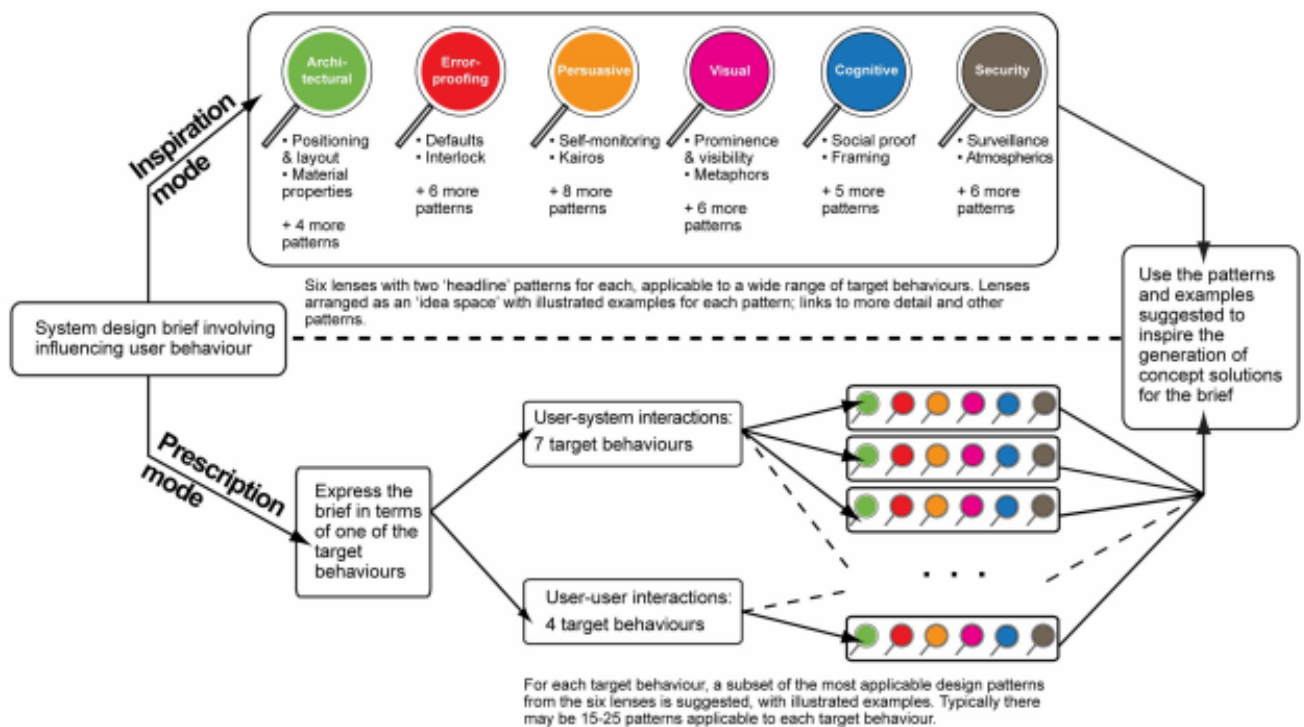 Archi-
tectural
Error-
proofing
Persuasive
Visual
Cognitive
Security
• Positioning
& layout
• Material
properties
+ 4 more
patterns
• Defaults
• Interlock
+ 6 more
patterns
• Self-monitoring
• Kairos
+ 8 more
patterns
• Prominence
& visibility
• Metaphors
+ 6 more
patterns
• Social proof
• Framing
+ 5 more
patterns
• Surveillance
• Atmospherics
+ 6 more
patterns
Inspiration
mode
Six lenses with two 'headline' patterns for each, applicable to a wide range of target behaviours. Lenses
arranged as an 'idea space' with illustrated examples for each pattern; links to more detail and other
patterns.
System design brief involving
influencing user behaviour
Use the patterns
and examples
suggested to
inspire the
generation of
concept solutions
for the brief
Prescription
mode
Express the
brief in terms
of one of the
target
behaviours
User-system interactions:
7 target behaviours
. . .
User-user interactions:
4 target behaviours
For each target behaviour, a subset of the most applicable design patterns
from the six lenses is suggested, with illustrated examples. Typically there
may be 15-25 patterns applicable to each target behaviour.